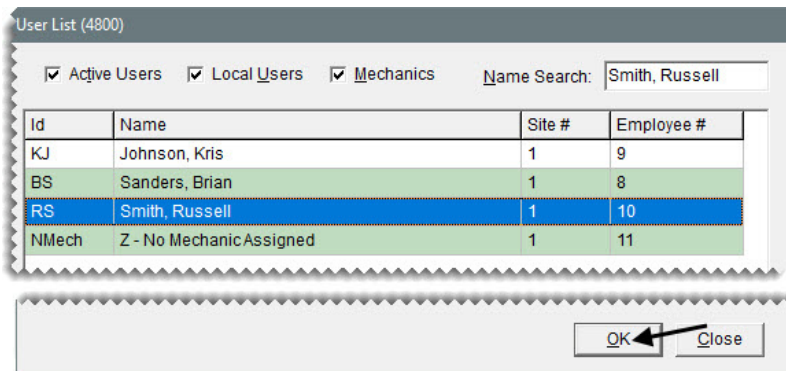 User List (4800)
Active Users Local Users Mechanics Name Search: Smith, Russell
Id Name Site # Employee #
KJ Johnson, Kris 1 9
BS Sanders, Brian 1 8
RS Smith, Russell 1 10
NMech Z - No Mechanic Assigned 1 11
OK Close